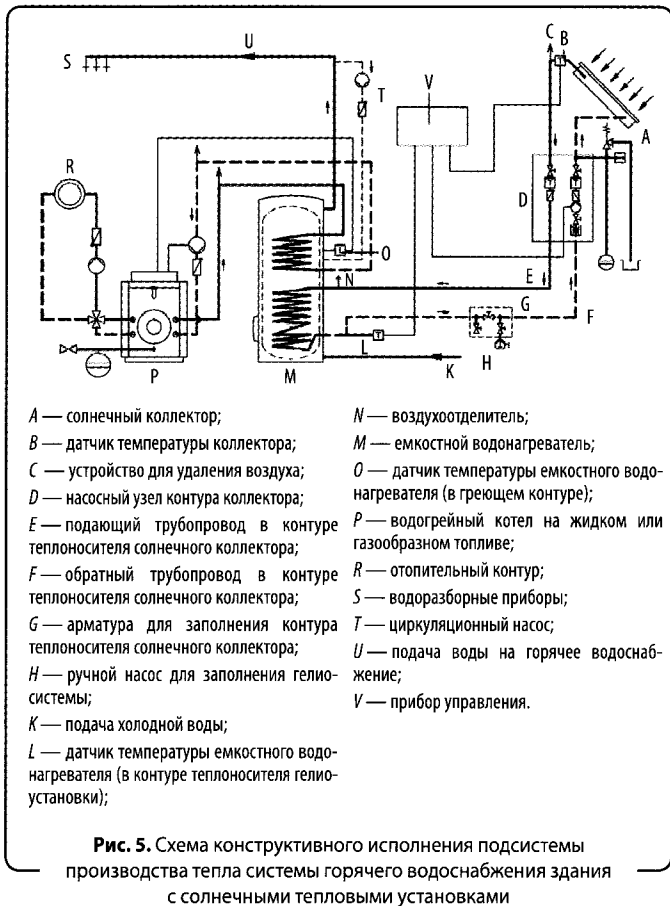 U
S
T
V
C
B
A
R
D
O
N
E
G
F
P
M
L
K
H
A — солнечный коллектор;
B — датчик температуры коллектора;
C — устройство для удаления воздуха;
D — насосный узел контура коллектора;
E — подающий трубопровод в контуре
теплоносителя солнечного коллектора;
F — обратный трубопровод в контуре
теплоносителя солнечного коллектора;
G — арматура для заполнения контура
теплоносителя солнечного коллектора;
H — ручной насос для заполнения гелио-
системы;
K — подача холодной воды;
L — датчик температуры емкостного водо-
нагревателя (в контуре теплоносителя гелио-
установки);
N — воздухоотделитель;
M — емкостной водонагреватель;
O — датчик температуры емкостного водо-
нагревателя (в греющем контуре);
P — водогрейный котел на жидком или
газообразном топливе;
R — отопительный контур;
S — водоразборные приборы;
T — циркуляционный насос;
U — подача воды на горячее водоснаб-
жение;
V — прибор управления.
Рис. 5. Схема конструктивного исполнения подсистемы
производства тепла системы горячего водоснабжения здания
с солнечными тепловыми установками